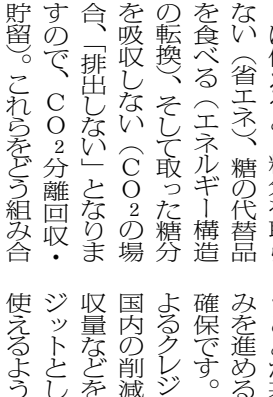 ない（省エネ）、糖の代替品
を食べる（エネルギー構造
の転換）、そして取った糖分
を吸収しない（CO2の場
合、「排出しない」となりま
すので、CO2分離回収・
貯留）。これらをどう組み合
みを進める
確保です。
よるクレジ
国内の削減
収量などを
ジットとし
使えるよう